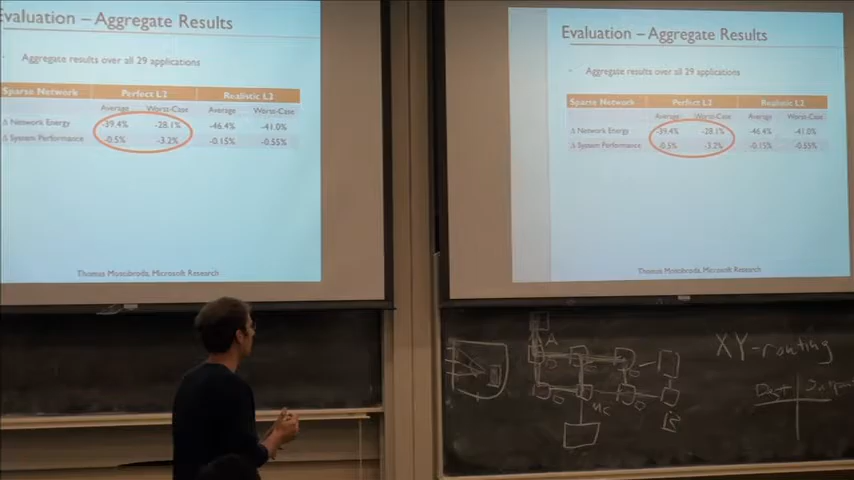 Evaluation – Aggregate Results
Aggregate results over all 29 applications
Sparse Network Perfect L2 Realistic L2
Average Worst-Case Average Worst-Case
Δ Network Energy -39.4% -28.1% -46.4% -41.0%
Δ System Performance -0.5% -3.2% -0.15% -0.55%
Thomas Moscibroda, Microsoft Research
Evaluation – Aggregate Results
Aggregate results over all 29 applications
Sparse Network Perfect L2 Realistic L2
Average Worst-Case Average Worst-Case
Δ Network Energy -39.4% -28.1% -46.4% -41.0%
Δ System Performance -0.5% -3.2% -0.15% -0.55%
Thomas Moscibroda, Microsoft Research
A
XY-routing
B